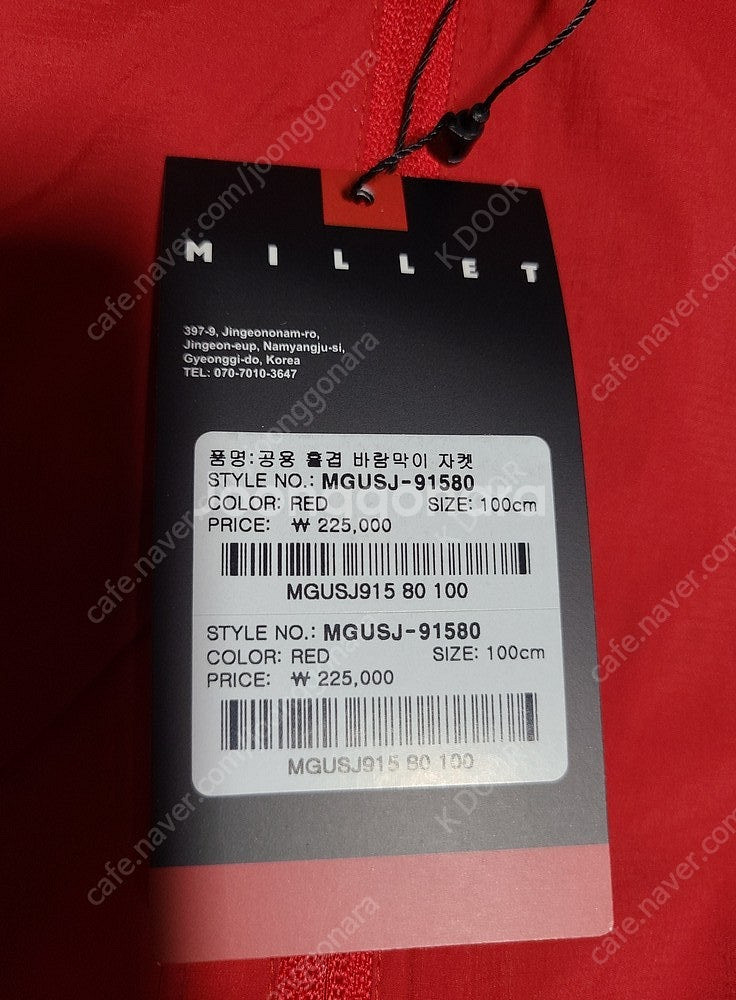 MILLET
397-9, Jingeononam-ro,
Jingeon-eup, Namyangju-si,
Gyeonggi-do, Korea
TEL: 070-7010-3647
품명:공용 홑겹 바람막이 자켓
STYLE NO.: MGUSJ-91580
COLOR: RED SIZE: 100cm
PRICE: ₩ 225,000
MGUSJ915 80 100
STYLE NO.: MGUSJ-91580
COLOR: RED SIZE: 100cm
PRICE: ₩ 225,000
MGUSJ915 80 100
joonggonara
cafe.naver.com/joonggonara
K DOOR